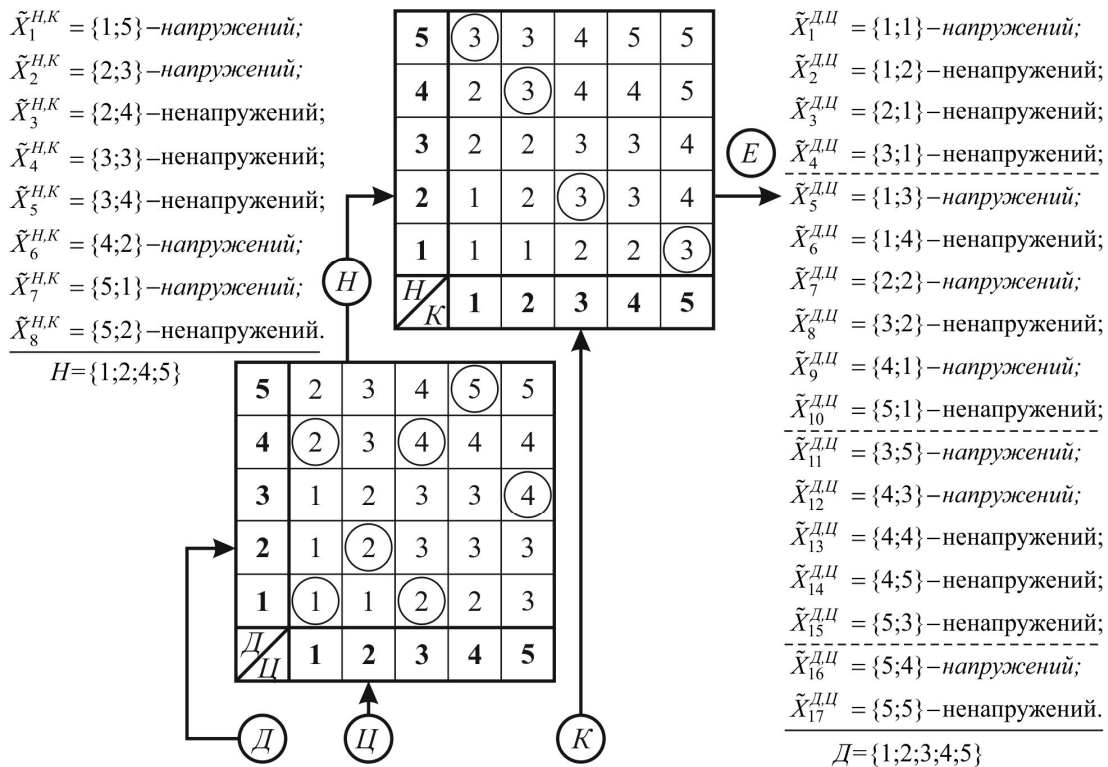 X̃₁ᴴ'ᴷ = {1;5} – напружений;
X̃₂ᴴ'ᴷ = {2;3} – напружений;
X̃₃ᴴ'ᴷ = {2;4} – ненапружений;
X̃₄ᴴ'ᴷ = {3;3} – ненапружений;
X̃₅ᴴ'ᴷ = {3;4} – ненапружений;
X̃₆ᴴ'ᴷ = {4;2} – напружений;
X̃₇ᴴ'ᴷ = {5;1} – напружений;
X̃₈ᴴ'ᴷ = {5;2} – ненапружений.
Н={1;2;4;5}
5 3 3 4 5 5
4 2 3 4 4 5
3 2 2 3 3 4
2 1 2 3 3 4
1 1 1 2 2 3
Н/К 1 2 3 4 5
Н
Е
5 2 3 4 5 5
4 2 3 4 4 4
3 1 2 3 3 4
2 1 2 3 3 3
1 1 1 2 2 3
Д/Ц 1 2 3 4 5
Д Ц К
X̃₁^Д,Ц = {1;1} – напружений;
X̃₂^Д,Ц = {1;2} – ненапружений;
X̃₃^Д,Ц = {2;1} – ненапружений;
X̃₄^Д,Ц = {3;1} – ненапружений;
X̃₅^Д,Ц = {1;3} – напружений;
X̃₆^Д,Ц = {1;4} – ненапружений;
X̃₇^Д,Ц = {2;2} – напружений;
X̃₈^Д,Ц = {3;2} – ненапружений;
X̃₉^Д,Ц = {4;1} – напружений;
X̃₁₀^Д,Ц = {5;1} – ненапружений;
X̃₁₁^Д,Ц = {3;5} – напружений;
X̃₁₂^Д,Ц = {4;3} – напружений;
X̃₁₃^Д,Ц = {4;4} – ненапружений;
X̃₁₄^Д,Ц = {4;5} – ненапружений;
X̃₁₅^Д,Ц = {5;3} – ненапружений;
X̃₁₆^Д,Ц = {5;4} – напружений;
X̃₁₇^Д,Ц = {5;5} – ненапружений.
Д={1;2;3;4;5}